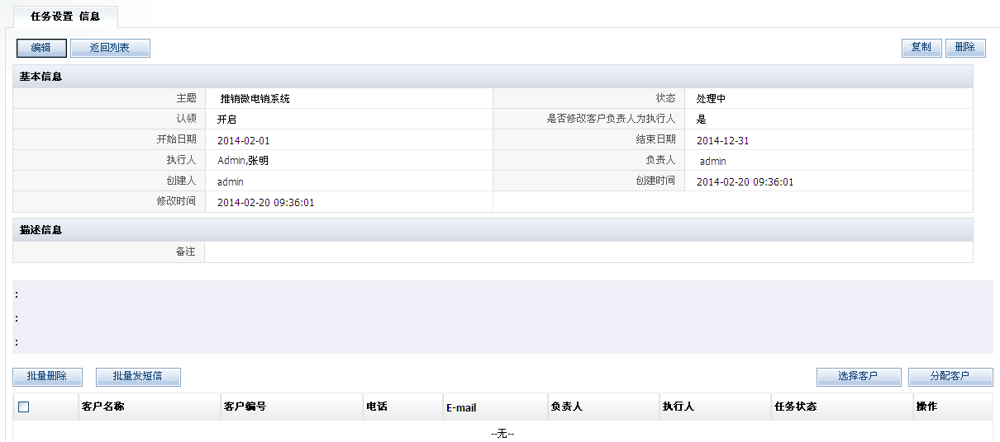 任务设置 信息
编辑 返回列表 复制 删除
基本信息
主题 推销微电销系统 状态 处理中
认领 开启 是否修改客户负责人为执行人 是
开始日期 2014-02-01 结束日期 2014-12-31
执行人 Admin,张明 负责人 admin
创建人 admin 创建时间 2014-02-20 09:36:01
修改时间 2014-02-20 09:36:01
描述信息
备注
:
:
:
批量删除 批量发短信 选择客户 分配客户
客户名称 客户编号 电话 E-mail 负责人 执行人 任务状态 操作
--无--